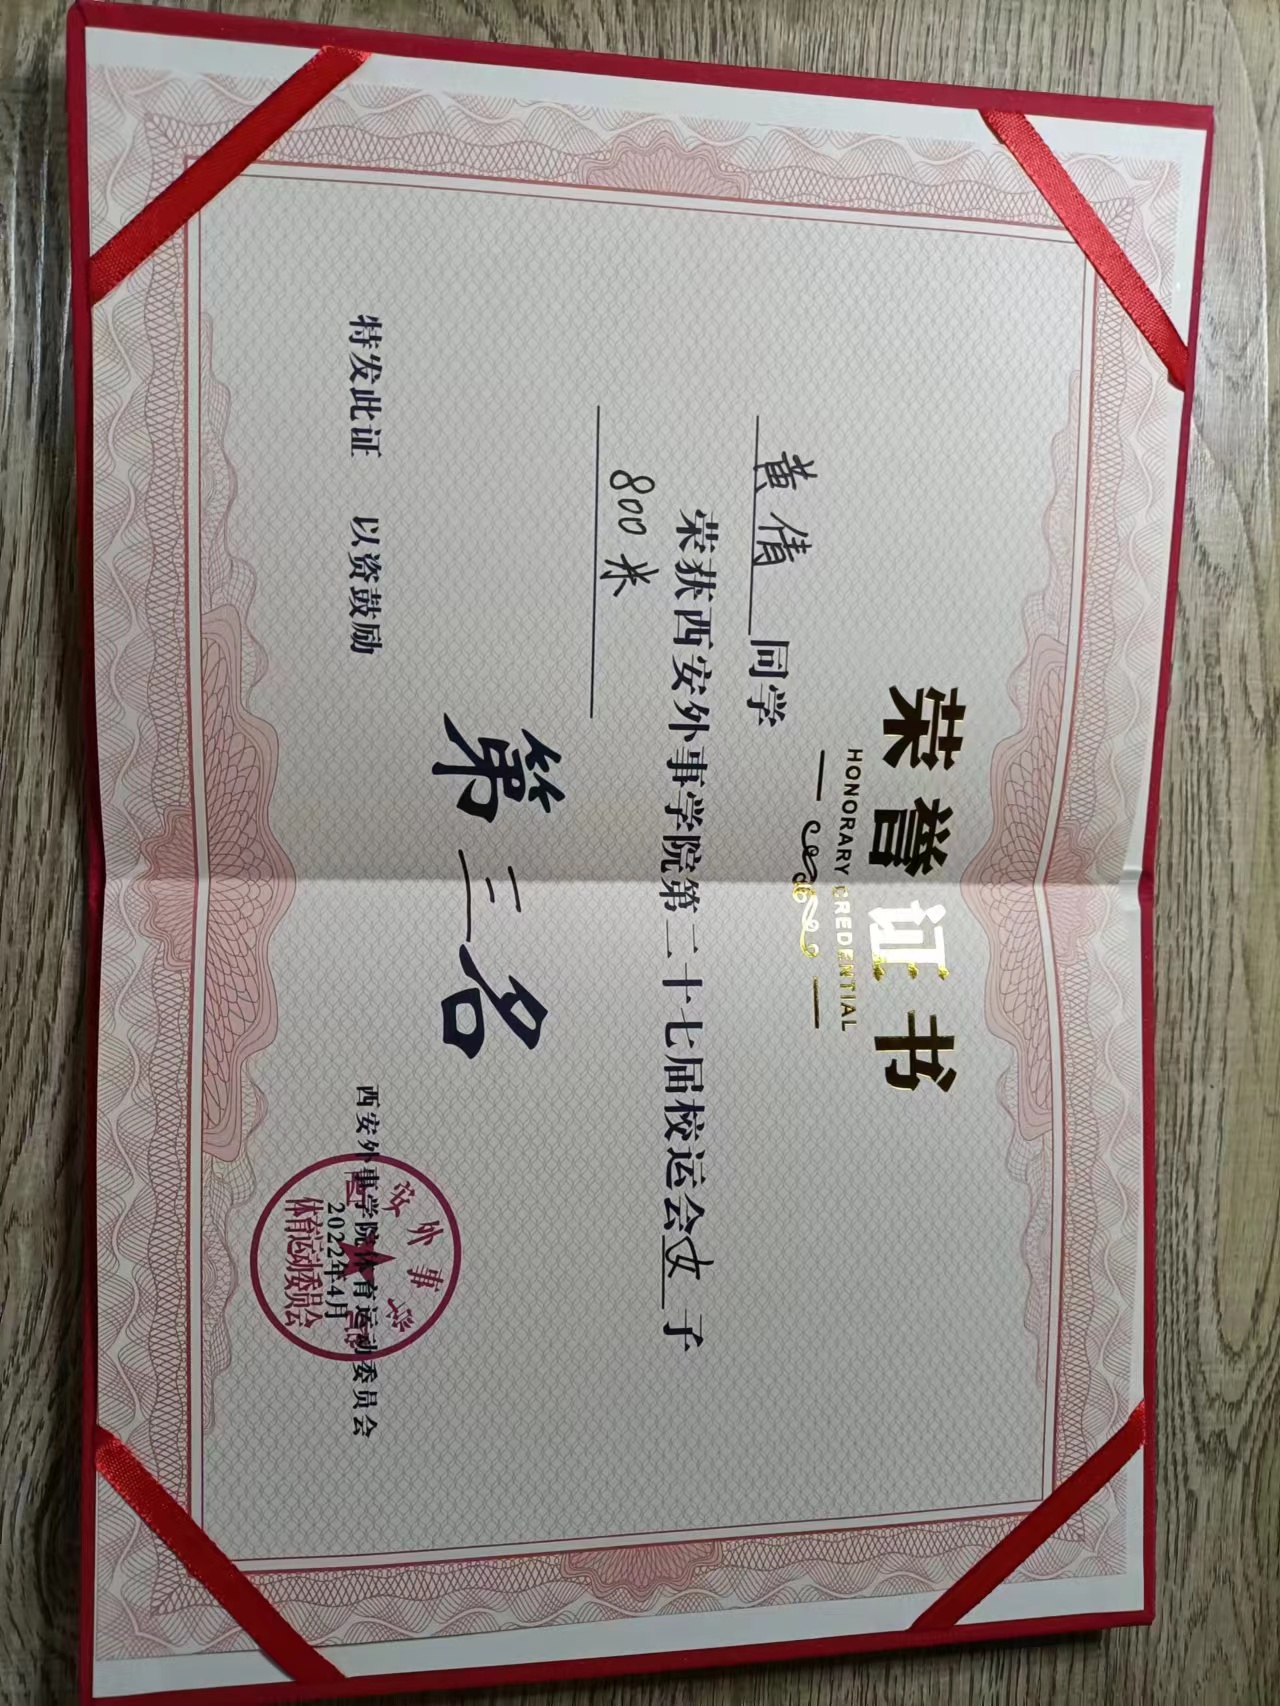 荣誉证书
HONORARY CREDENTIAL
黄倩同学
荣获西安外事学院第二十七届校运会女子
800米
第二名
特发此证 以资鼓励
西安外事学院体育运动委员会
2022年4月
西安外事学院
体育运动委员会